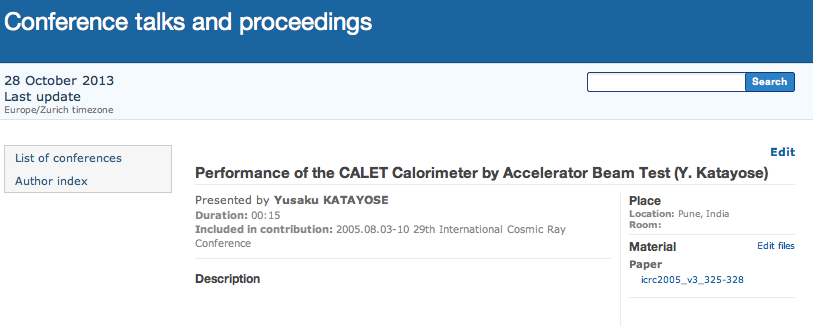 Conference talks and proceedings
28 October 2013
Last update
Europe/Zurich timezone
Search
List of conferences
Author index
Edit
Performance of the CALET Calorimeter by Accelerator Beam Test (Y. Katayose)
Presented by Yusaku KATAYOSE
Duration: 00:15
Included in contribution: 2005.08.03-10 29th International Cosmic Ray
Conference
Description
Place
Location: Pune, India
Room:
Material
Edit files
Paper
icrc2005_v3_325-328